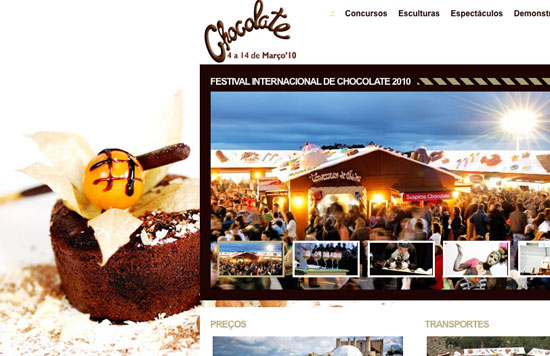 Chocolate
4 a 14 de Março'10
Concursos Esculturas Espectáculos Demonst
FESTIVAL INTERNACIONAL DE CHOCOLATE 2010
Suspiros Chocolate
PREÇOS TRANSPORTES